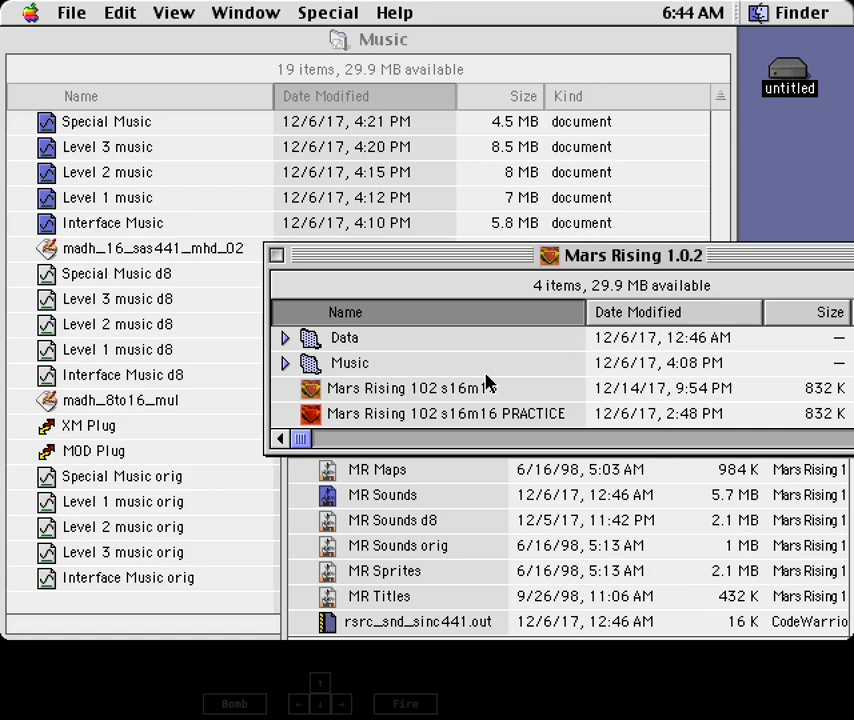 File Edit View Window Special Help 6:44 AM Finder
Music
19 items, 29.9 MB available
Name Date Modified Size Kind
Special Music 12/6/17, 4:21 PM 4.5 MB document
Level 3 music 12/6/17, 4:20 PM 8.5 MB document
Level 2 music 12/6/17, 4:15 PM 8 MB document
Level 1 music 12/6/17, 4:12 PM 7 MB document
Interface Music 12/6/17, 4:10 PM 5.8 MB document
madh_16_sas441_mhd_02
Special Music d8
Level 3 music d8
Level 2 music d8
Level 1 music d8
Interface Music d8
madh_8to16_mul
XM Plug
MOD Plug
Special Music orig
Level 1 music orig
Level 2 music orig
Level 3 music orig
Interface Music orig
untitled
Mars Rising 1.0.2
4 items, 29.9 MB available
Name Date Modified Size
Data 12/6/17, 12:46 AM –
Music 12/6/17, 4:08 PM –
Mars Rising 102 s16m 12/14/17, 9:54 PM 832 K
Mars Rising 102 s16m16 PRACTICE 12/6/17, 2:48 PM 832 K
MR Maps 6/16/98, 5:03 AM 984 K Mars Rising 1
MR Sounds 12/6/17, 12:46 AM 5.7 MB Mars Rising 1
MR Sounds d8 12/5/17, 11:42 PM 2.1 MB Mars Rising 1
MR Sounds orig 6/16/98, 5:13 AM 1 MB Mars Rising 1
MR Sprites 6/16/98, 5:13 AM 2.1 MB Mars Rising 1
MR Titles 9/26/98, 11:06 AM 432 K Mars Rising 1
rsrc_snd_sinc441.out 12/6/17, 12:46 AM 16 K CodeWarrio
↑
Bomb ← ↓ → Fire